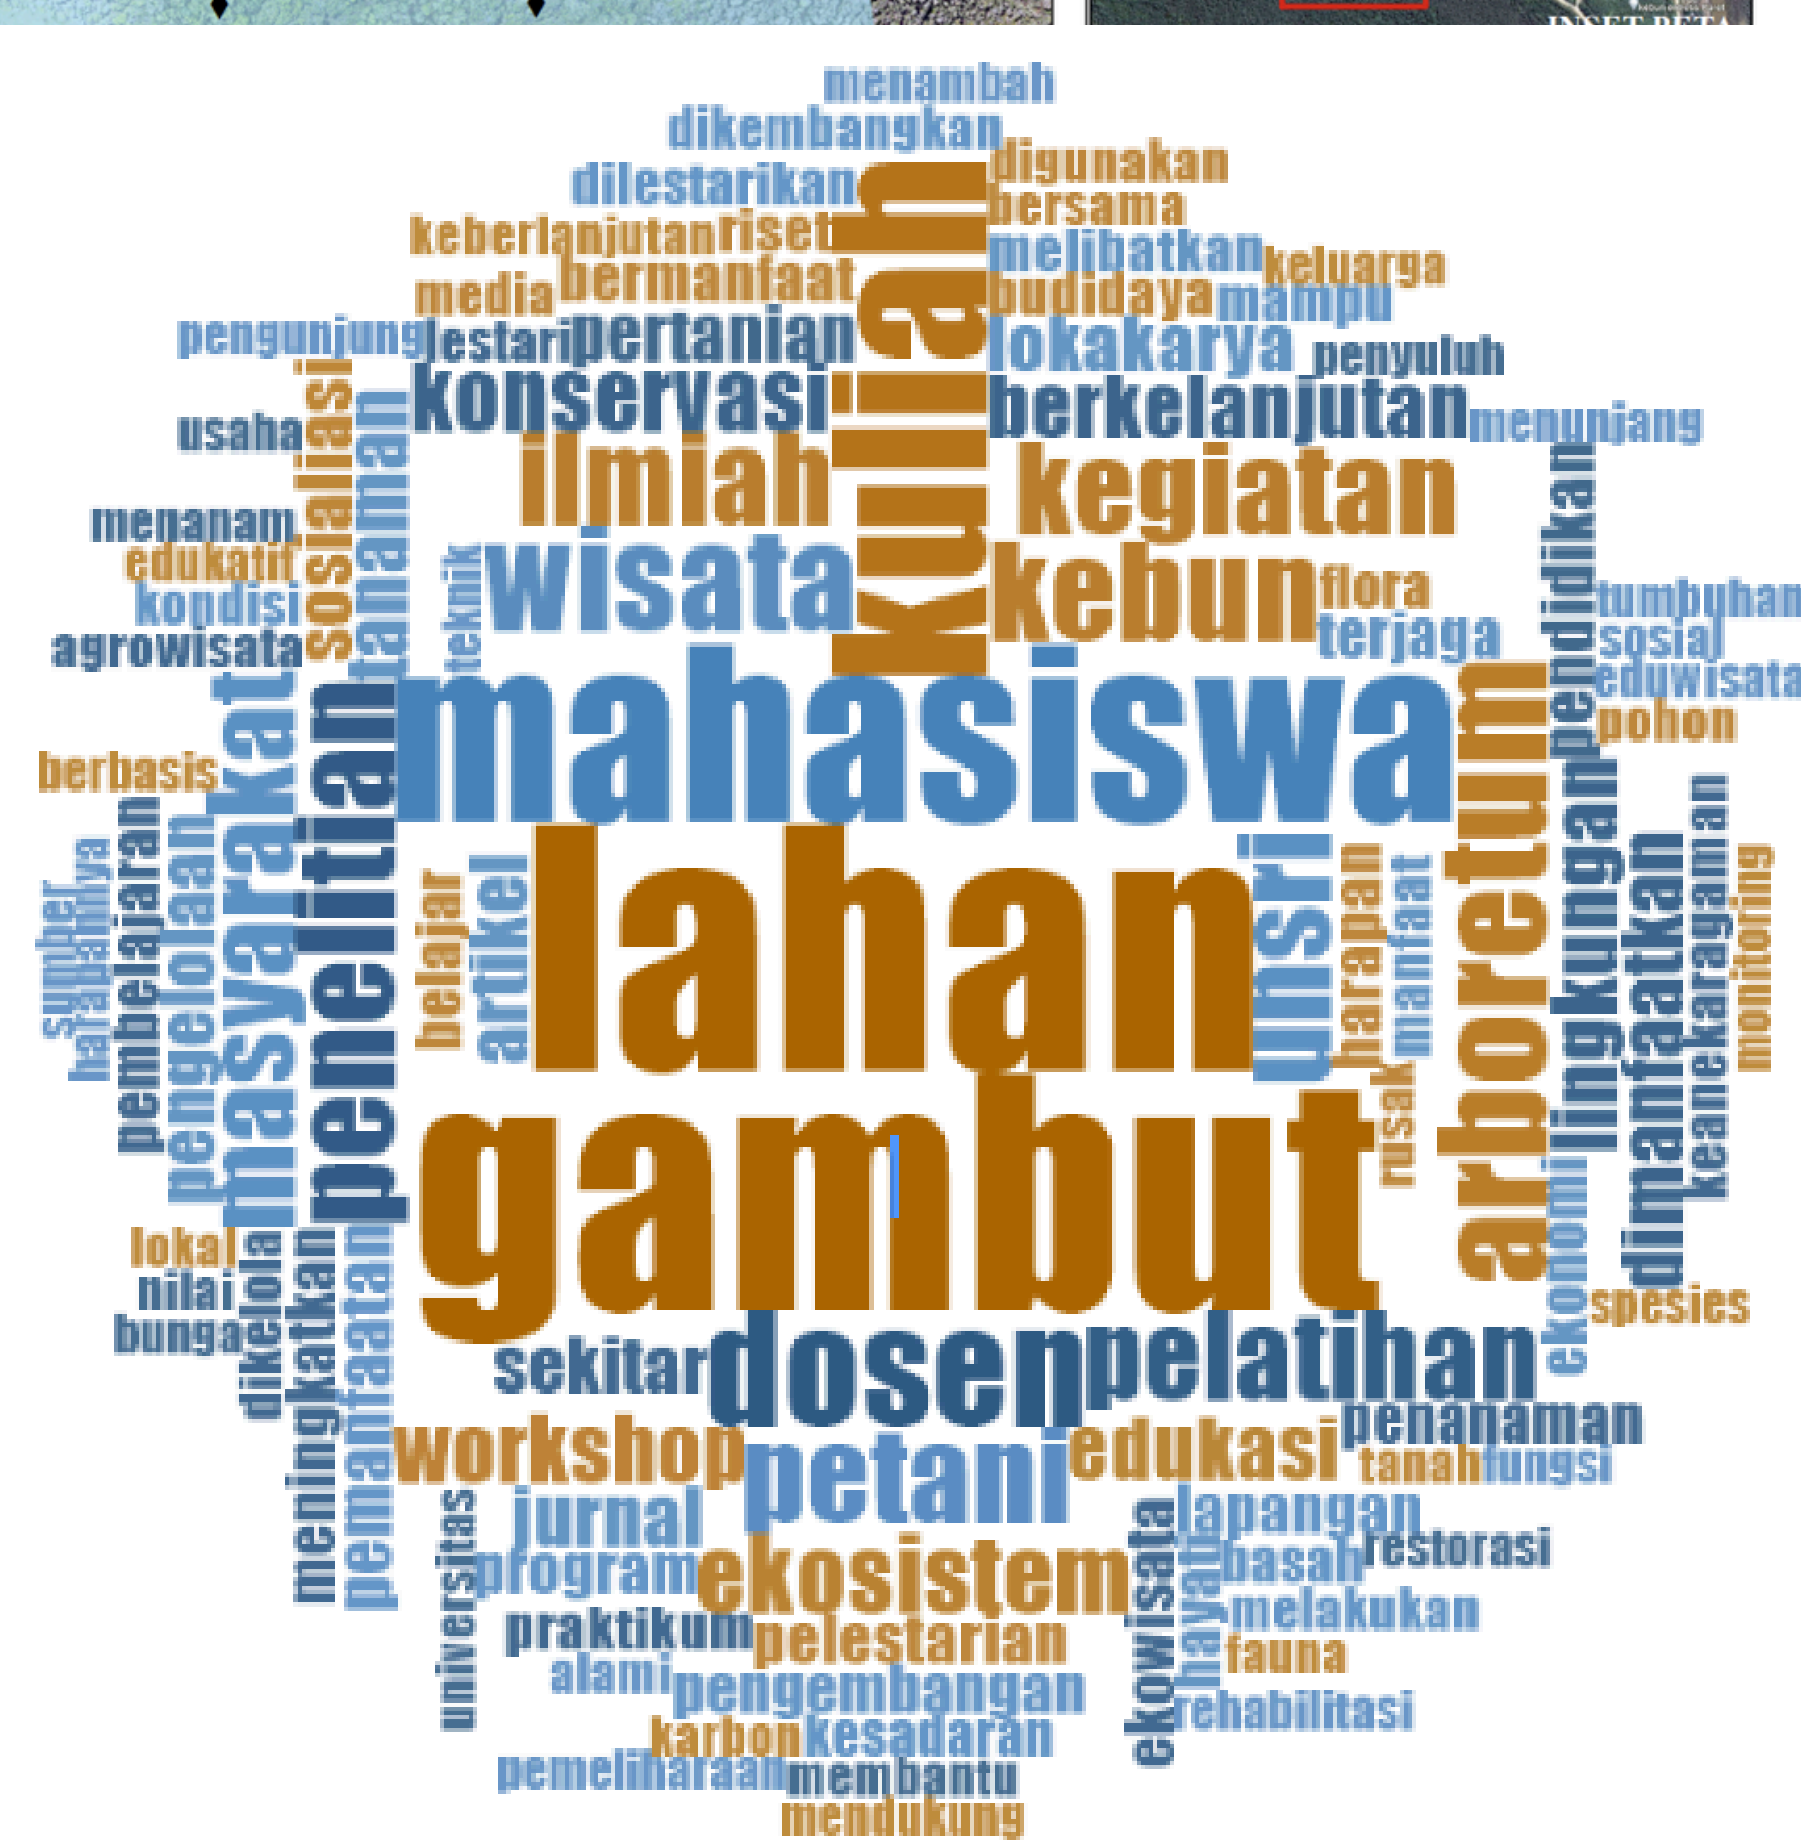 INSET PETA
menambah
dikembangkan
digunakan
dilestarikan
bersama
keberlanjutan
riset
melibatkan
keluarga
media
bermanfaat
budidaya
mampu
pengunjung
lestari
pertanian
kuliah
lokakarya
penyuluh
konservasi
berkelanjutan
menunjang
usaha
sosialiasi
tanaman
ilmiah
kegiatan
pendidikan
menanam
edukatif
kondisi
agrowisata
teknik
wisata
kebun
flora
terjaga
tumbuhan
sosial
eduwisata
pohon
mahasiswa
berbasis
masyarakat
penelitian
arboretum
lingkungan
sumber
harapannya
pembelajaran
pengelolaan
belajar
artikel
lahan
unsri
harapan
manfaat
dimanfaatkan
keanekaragaman
monitoring
gambut
rusak
ekonomi
spesies
lokal
nilai
bunga
dikelola
meningkatkan
pemanfaatan
sekitar
dosen
pelatihan
penanaman
workshop
petani
edukasi
tanah
fungsi
universitas
jurnal
lapangan
program
ekosistem
ekowisata
hayati
basah
restorasi
praktikum
pelestarian
melakukan
alami
pengembangan
fauna
karbon
kesadaran
rehabilitasi
pemeliharaan
membantu
mendukung